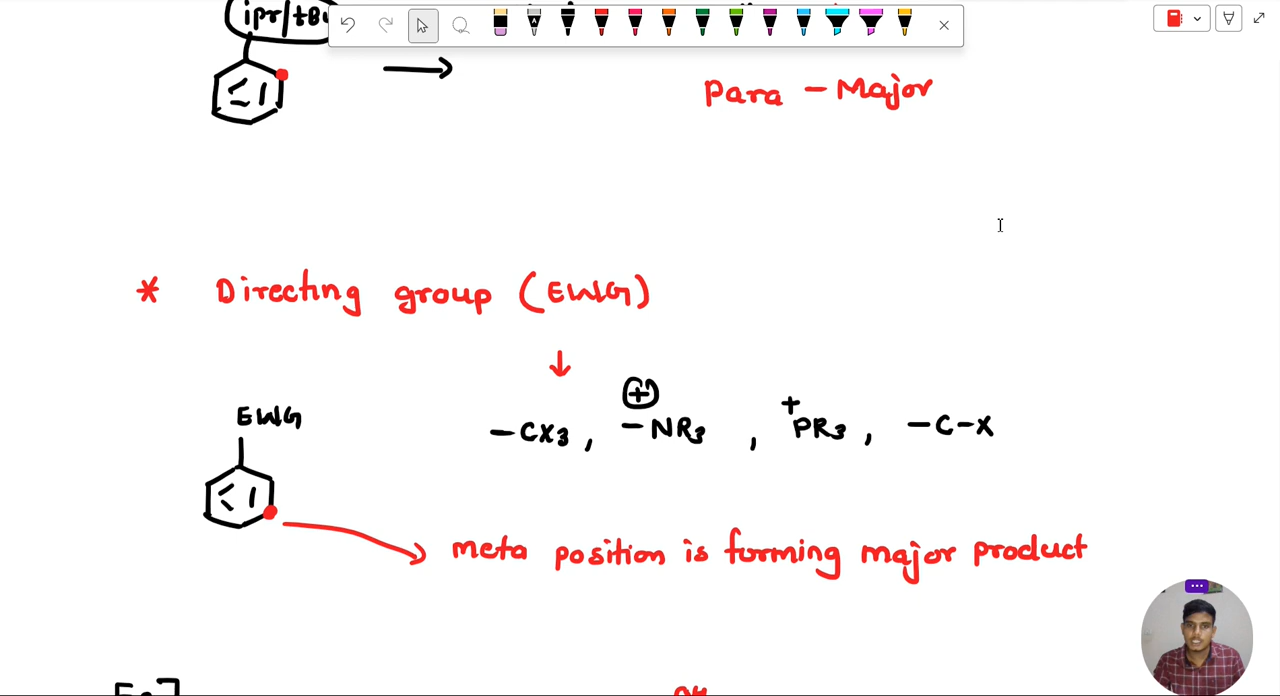 (ipr/tBu
Para - Major
* Directing group (EWG)
↓
EWG
-CX3, -⊕NR3, +PR3, -C-X
meta position is forming major product